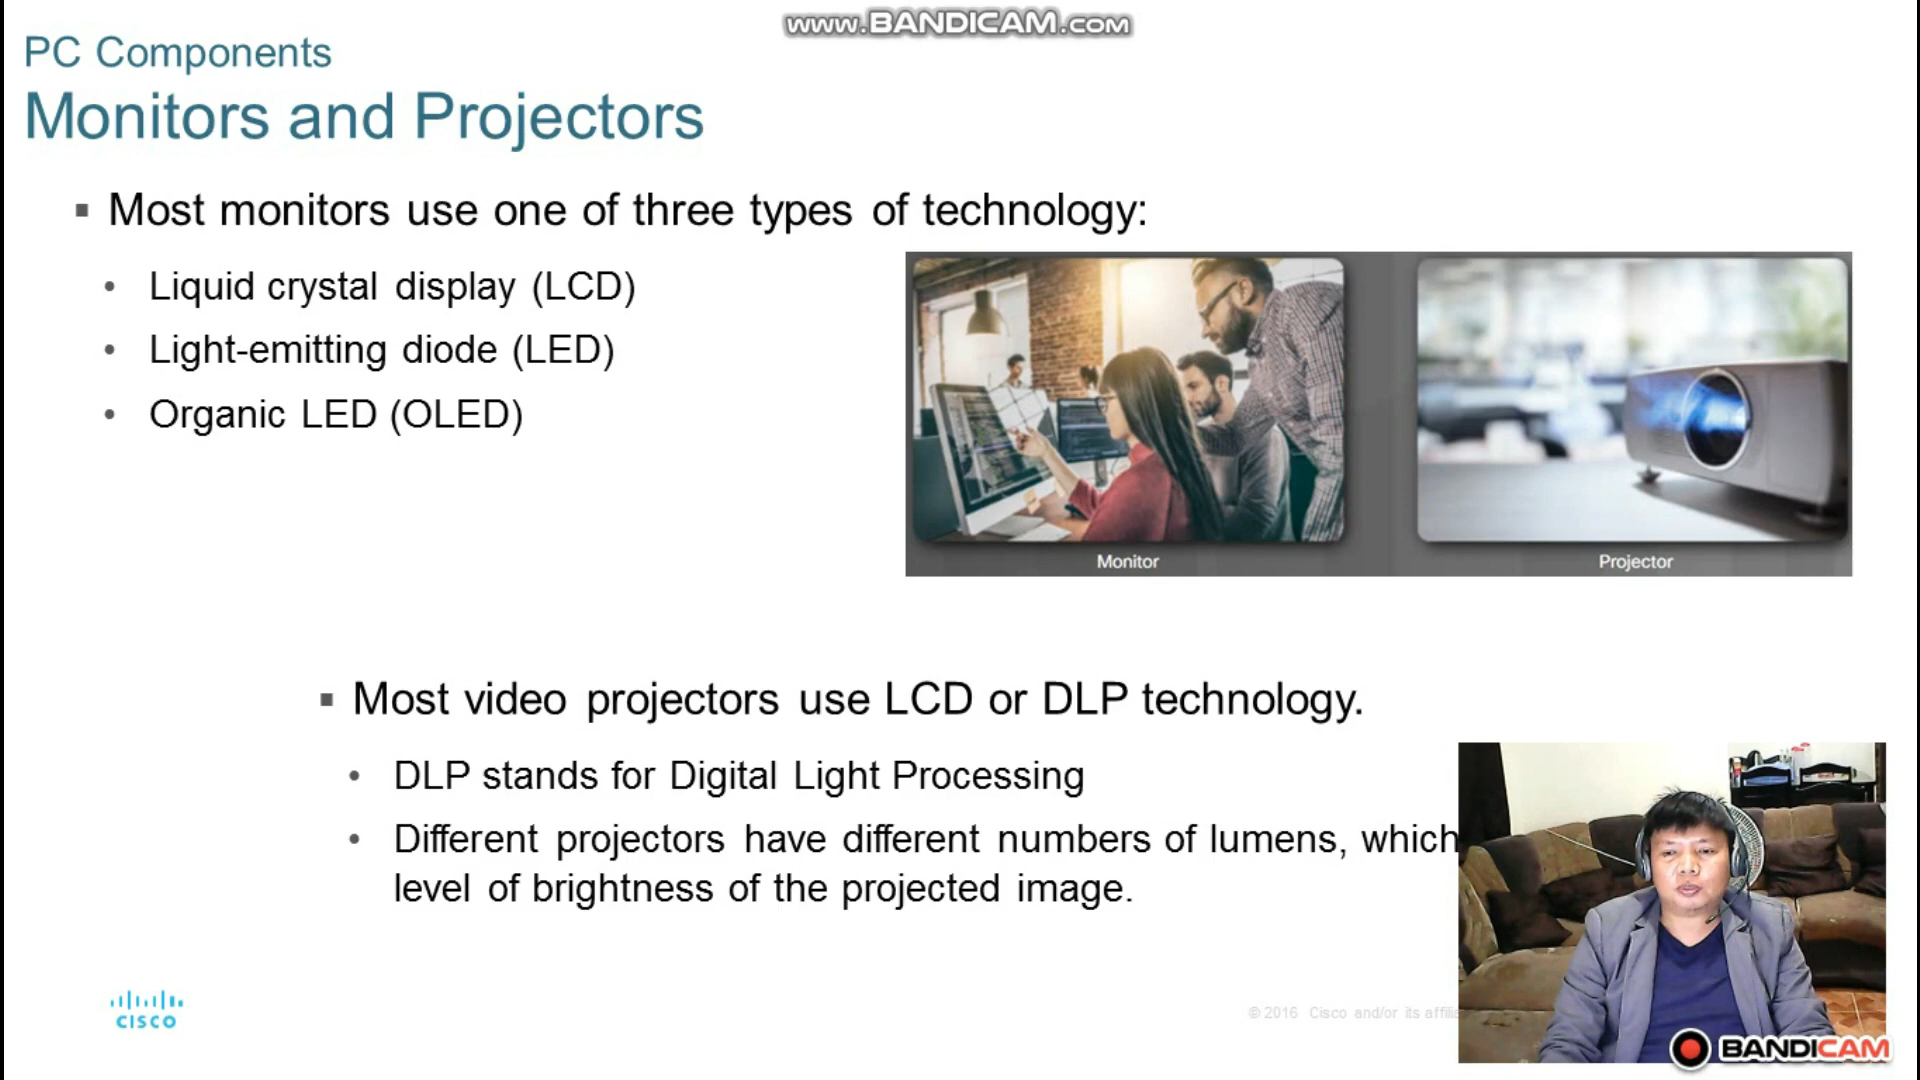 www.BANDICAM.com
PC Components
Monitors and Projectors
Most monitors use one of three types of technology:
Liquid crystal display (LCD)
Light-emitting diode (LED)
Organic LED (OLED)
Monitor
Projector
Most video projectors use LCD or DLP technology.
DLP stands for Digital Light Processing
Different projectors have different numbers of lumens, which
level of brightness of the projected image.
CISCO
© 2016 Cisco and/or its
BANDICAM